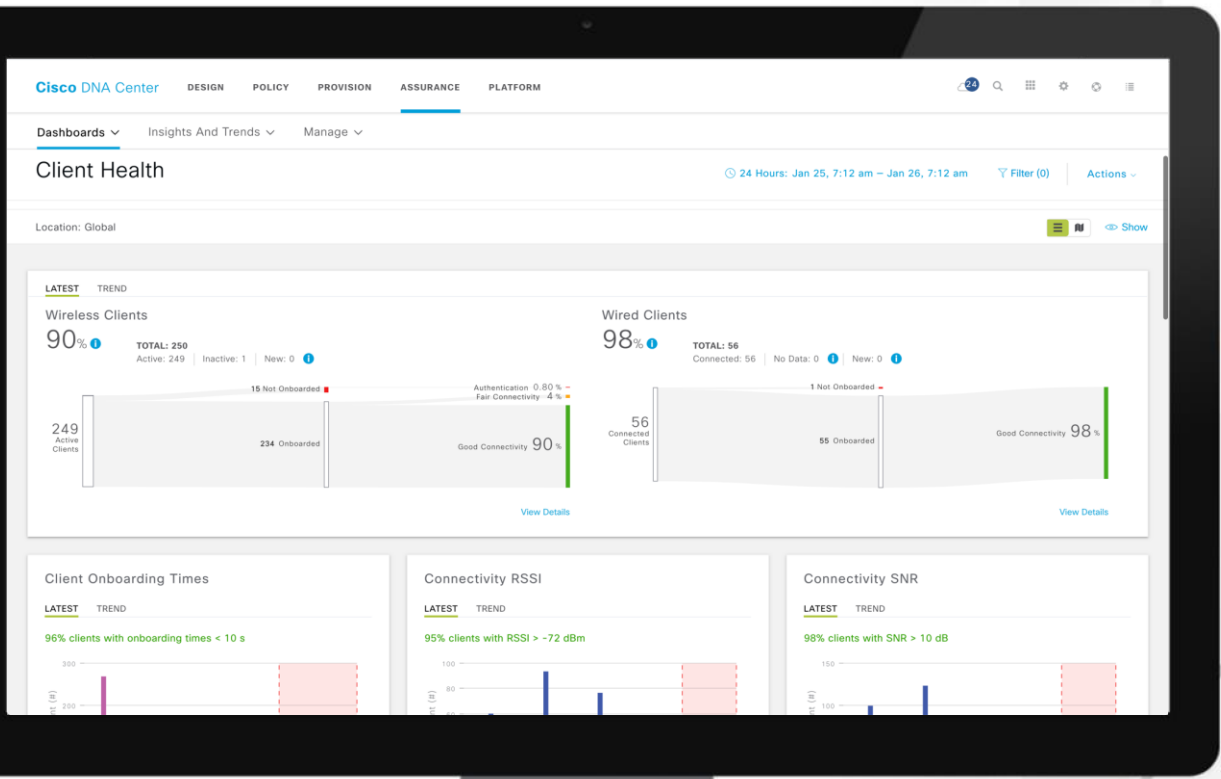 Cisco DNA Center DESIGN POLICY PROVISION ASSURANCE PLATFORM 24
Dashboards Insights And Trends Manage
Client Health
24 Hours: Jan 25, 7:12 am – Jan 26, 7:12 am Filter (0) Actions
Location: Global
Show
LATEST TREND
Wireless Clients
90% i
TOTAL: 250
Active: 249 Inactive: 1 New: 0 i
15 Not Onboarded
Authentication 0.80 %
Fair Connectivity 4 %
249
Active
Clients
234 Onboarded
Good Connectivity 90 %
View Details
Wired Clients
98% i
TOTAL: 56
Connected: 56 No Data: 0 i New: 0 i
1 Not Onboarded
56
Connected
Clients
55 Onboarded
Good Connectivity 98 %
View Details
Client Onboarding Times
LATEST TREND
96% clients with onboarding times < 10 s
300
200
(#)
Connectivity RSSI
LATEST TREND
95% clients with RSSI > -72 dBm
100
80
(#)
Connectivity SNR
LATEST TREND
98% clients with SNR > 10 dB
150
100
(#)